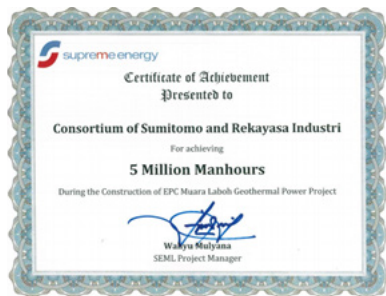 supreme energy
Certificate of Achievement
Presented to
Consortium of Sumitomo and Rekayasa Industri
For achieving
5 Million Manhours
During the Construction of EPC Muara Laboh Geothermal Power Project
Wahyu Mulyana
SEML Project Manager